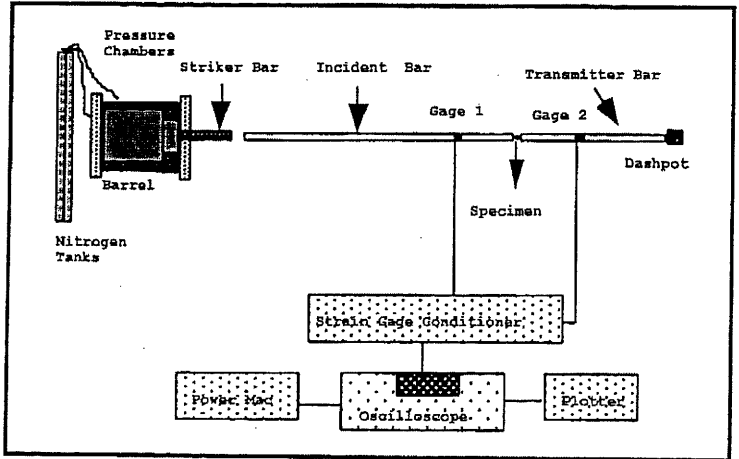 Pressure
Chambers
Striker Bar
Incident Bar
Transmitter Bar
Gage 1
Gage 2
Dashpot
Barrel
Specimen
Nitrogen
Tanks
Strain Gage Conditioner
Power Mac
Oscilloscope
Plotter